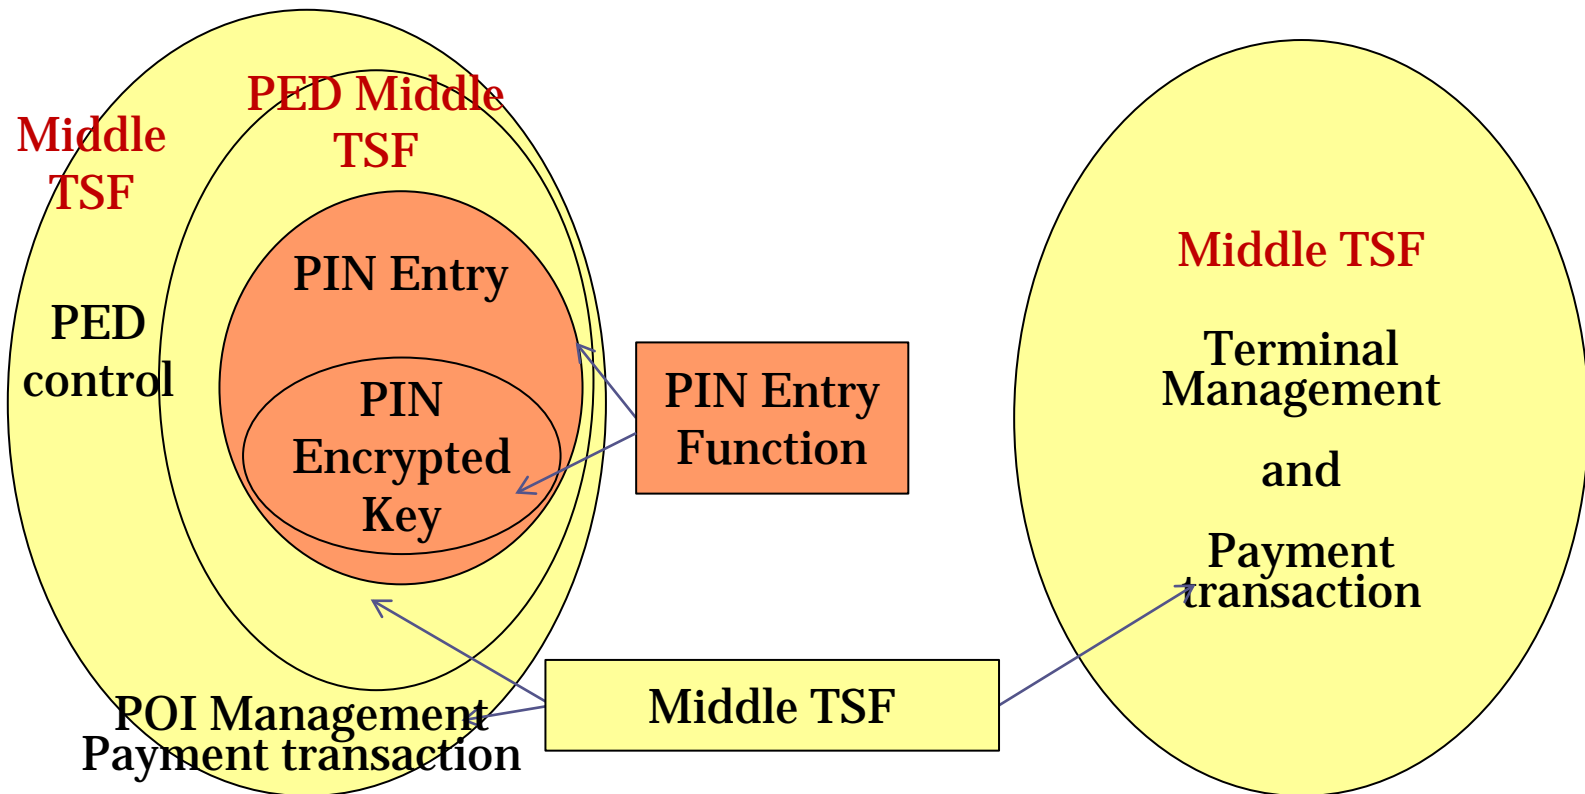 Middle
TSF
PED Middle
TSF
PED
control
PIN Entry
PIN
Encrypted
Key
POI Management
Payment transaction
PIN Entry
Function
Middle TSF
Middle TSF
Terminal
Management
and
Payment
transaction